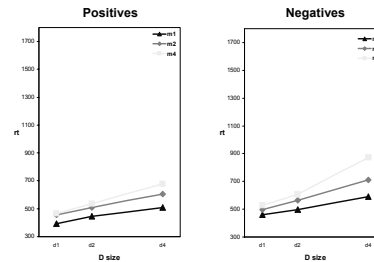 Positives
m1
m2
m4
1700
1500
1300
1100
rt
900
700
500
300
d1 d2 d4
D size
Negatives
m
1700
1500
1300
1100
rt
900
700
500
300
d1 d2 d4
D size